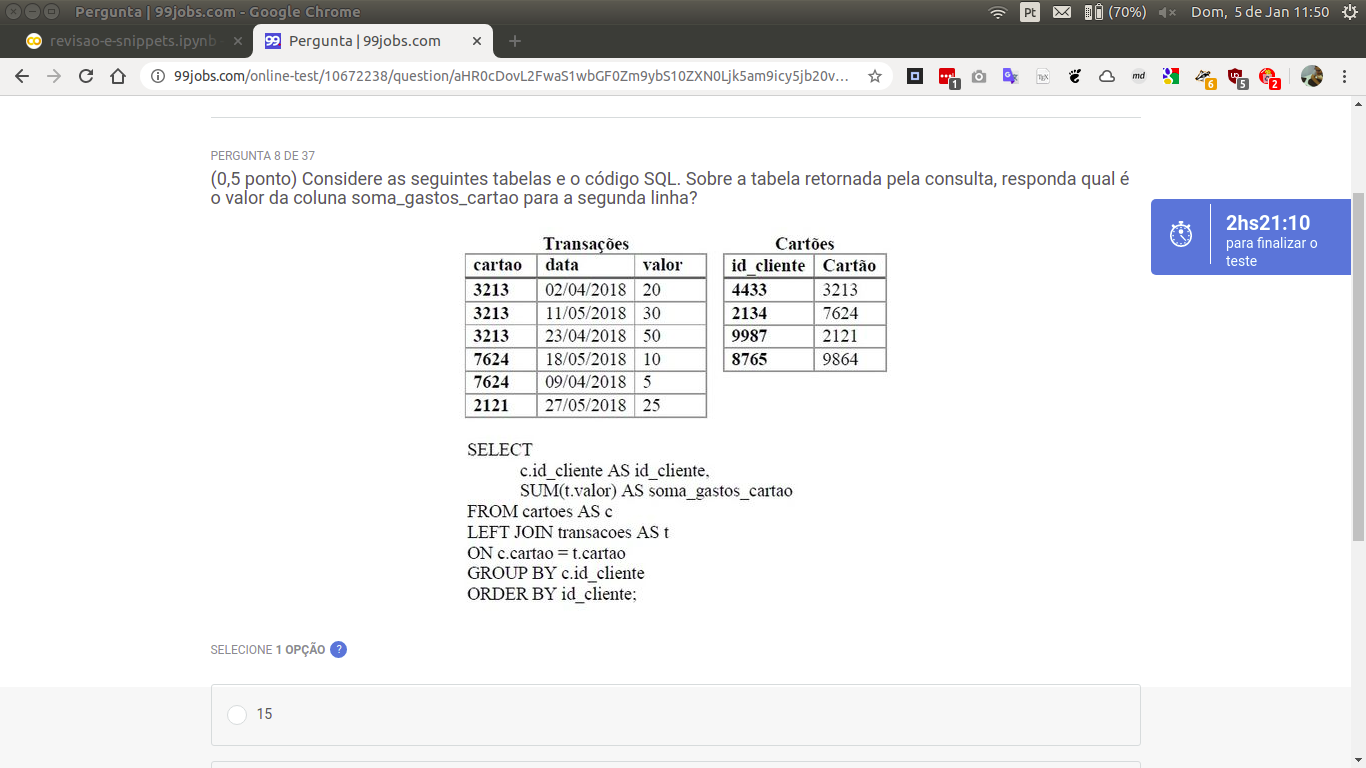 Pergunta | 99jobs.com - Google Chrome
Pt (70%) Dom, 5 de Jan 11:50
revisao-e-snippets.ipynb
Pergunta | 99jobs.com
99jobs.com/online-test/10672238/question/aHR0cDovL2FwaS1wbGF0Zm9ybS10ZXN0Ljk5am9icy5jb20v...
PERGUNTA 8 DE 37
(0,5 ponto) Considere as seguintes tabelas e o código SQL. Sobre a tabela retornada pela consulta, responda qual é
o valor da coluna soma_gastos_cartao para a segunda linha?
2hs21:10
para finalizar o
teste
Transações
cartao data valor
3213 02/04/2018 20
3213 11/05/2018 30
3213 23/04/2018 50
7624 18/05/2018 10
7624 09/04/2018 5
2121 27/05/2018 25
Cartões
id_cliente Cartão
4433 3213
2134 7624
9987 2121
8765 9864
SELECT
c.id_cliente AS id_cliente,
SUM(t.valor) AS soma_gastos_cartao
FROM cartoes AS c
LEFT JOIN transacoes AS t
ON c.cartao = t.cartao
GROUP BY c.id_cliente
ORDER BY id_cliente;
SELECIONE 1 OPÇÃO ?
15